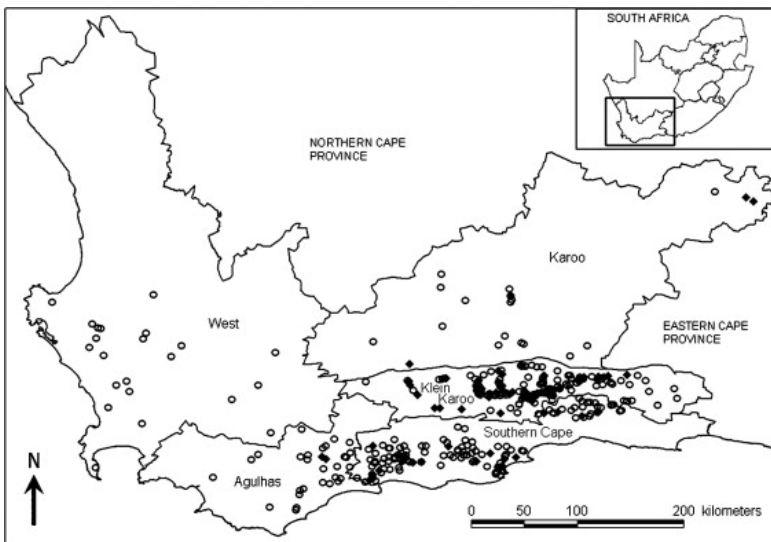 SOUTH AFRICA
NORTHERN CAPE
PROVINCE
Karoo
West
EASTERN CAPE
PROVINCE
Klein
Karoo
Southern Cape
N
Agulhas
0 50 100 200 kilometers